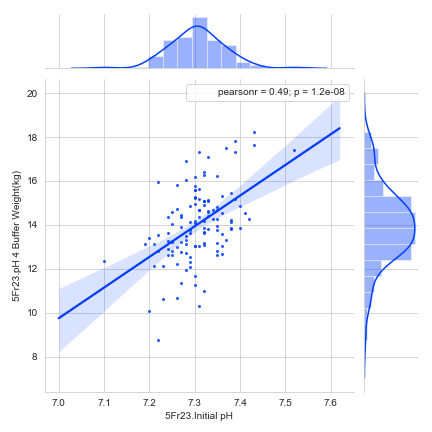 pearsonr = 0.49; p = 1.2e-08
20
18
16
14
12
10
8
5Fr23.pH 4 Buffer Weight(kg)
7.0 7.1 7.2 7.3 7.4 7.5 7.6
5Fr23.Initial pH